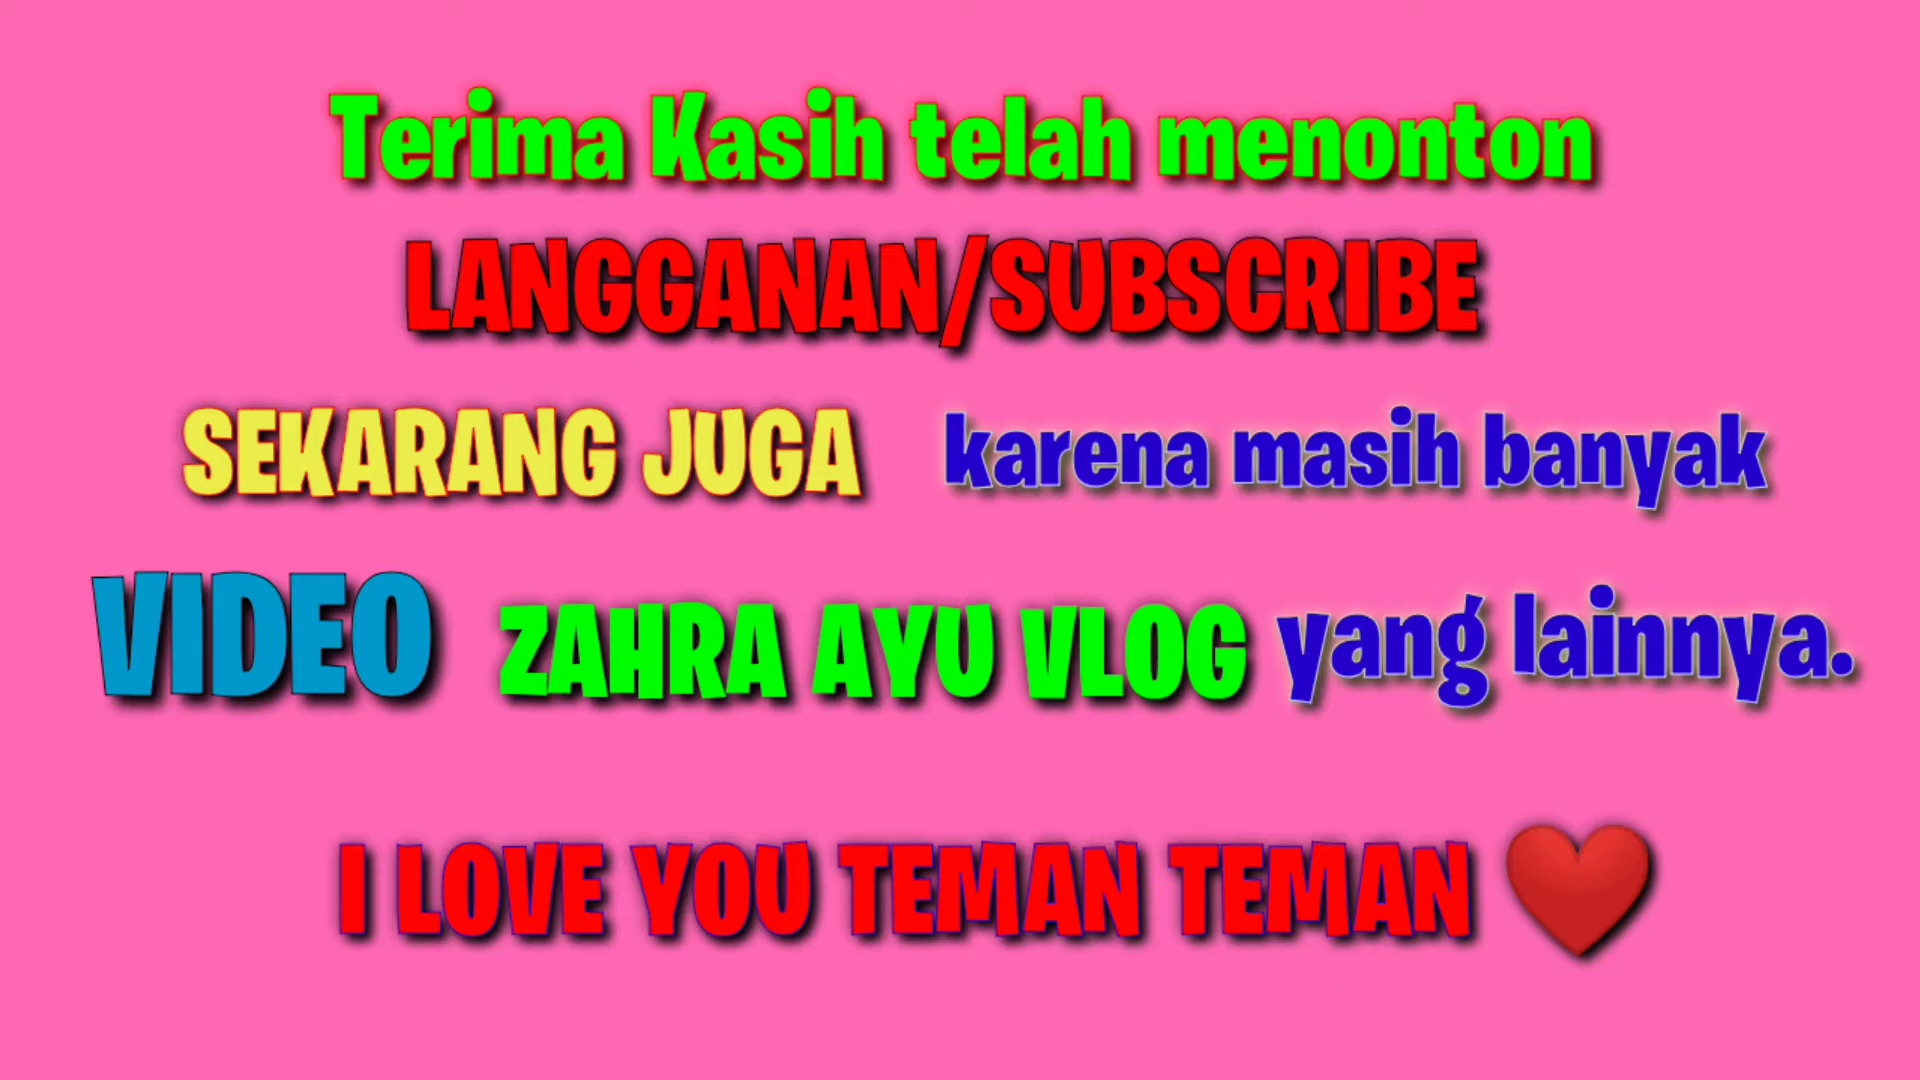 Terima Kasih telah menonton
LANGGANAN/SUBSCRIBE
SEKARANG JUGA karena masih banyak
VIDEO ZAHRA AYU VLOG yang lainnya.
I LOVE YOU TEMAN TEMAN ❤️